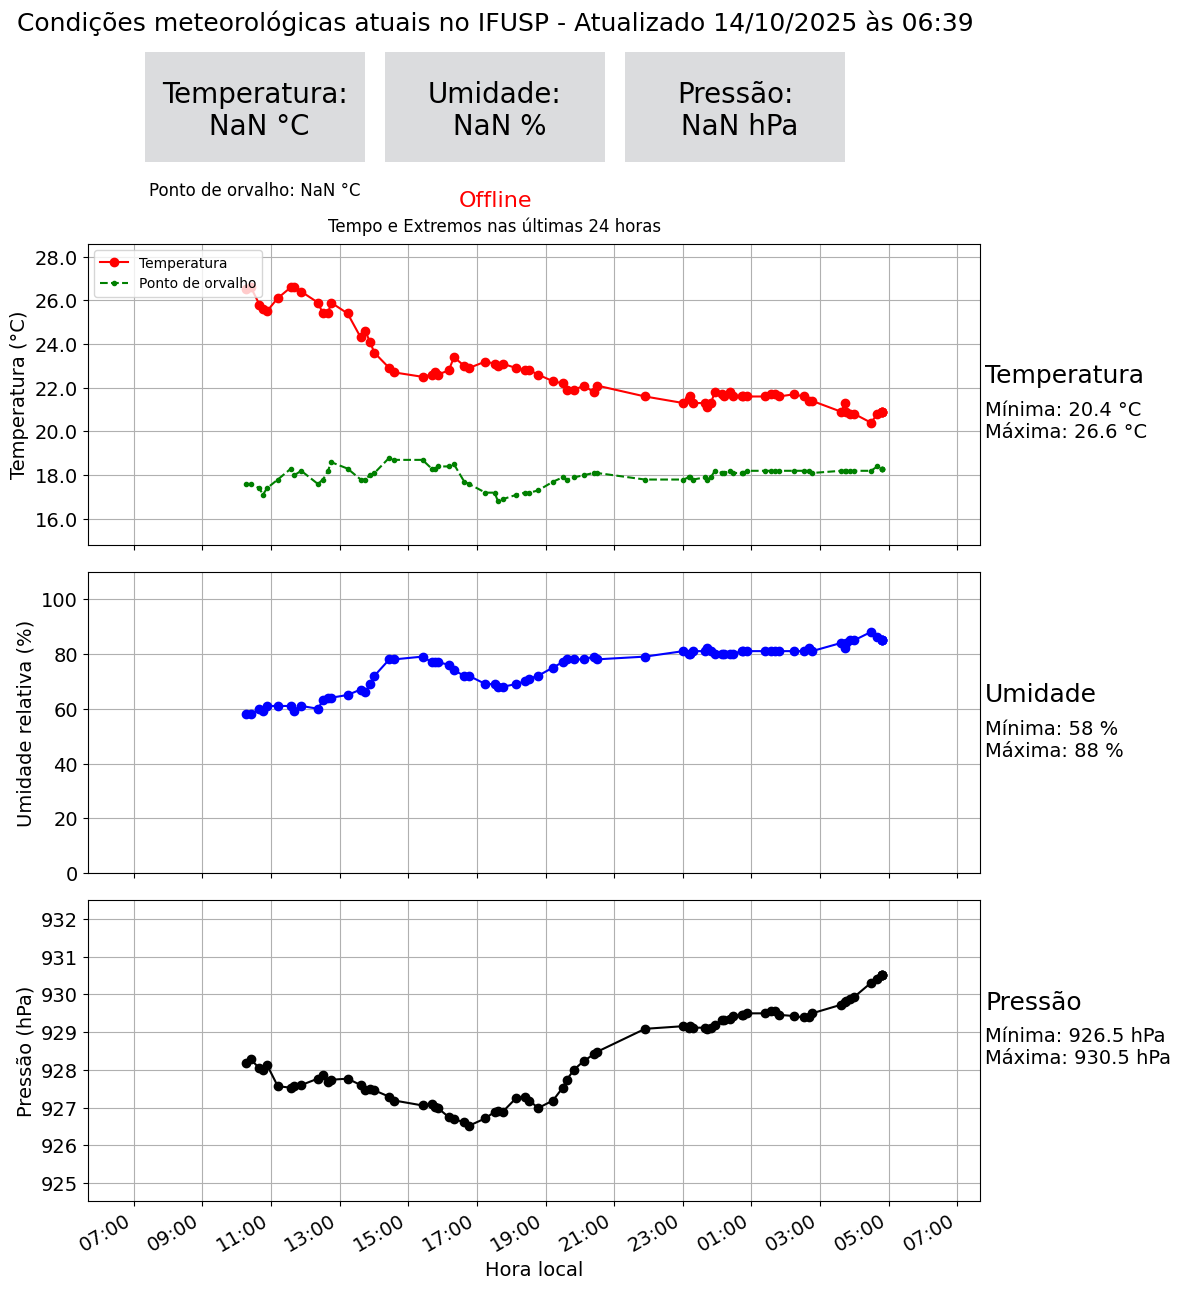 Condições meteorológicas atuais no IFUSP - Atualizado 14/10/2025 às 06:39
Temperatura:
NaN °C
Umidade:
NaN %
Pressão:
NaN hPa
Ponto de orvalho: NaN °C
Offline
Tempo e Extremos nas últimas 24 horas
Temperatura (°C)
28.0
26.0
24.0
22.0
20.0
18.0
16.0
Temperatura
Ponto de orvalho
Temperatura
Mínima: 20.4 °C
Máxima: 26.6 °C
Umidade relativa (%)
100
80
60
40
20
0
Umidade
Mínima: 58 %
Máxima: 88 %
Pressão (hPa)
932
931
930
929
928
927
926
925
Pressão
Mínima: 926.5 hPa
Máxima: 930.5 hPa
07:00
09:00
11:00
13:00
15:00
17:00
19:00
21:00
23:00
01:00
03:00
05:00
07:00
Hora local